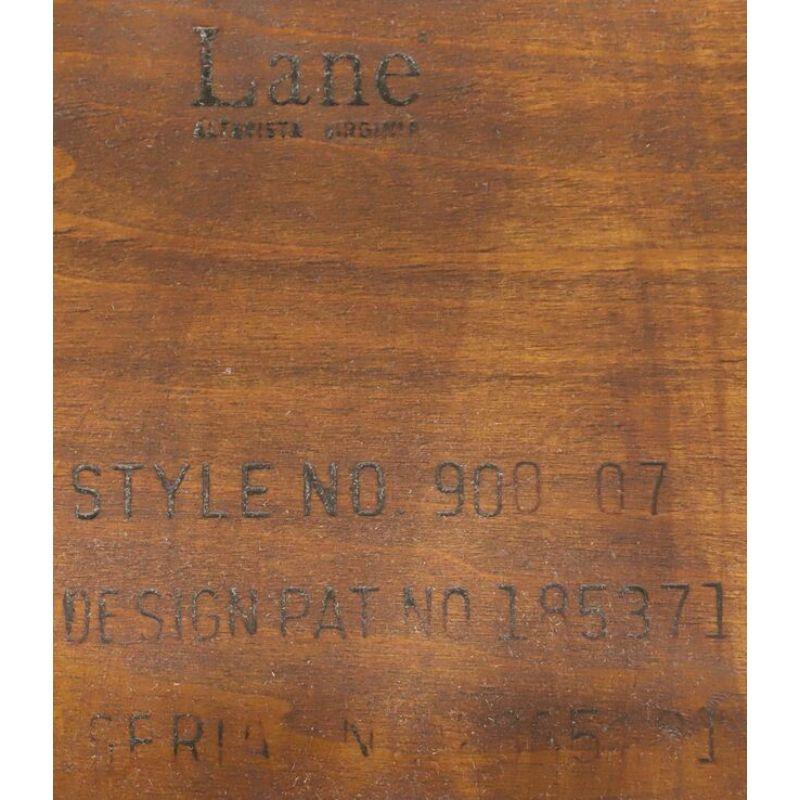 Lane
ALTAVISTA VIRGINIA
STYLE NO. 900 07
DESIGN PAT. NO 185371